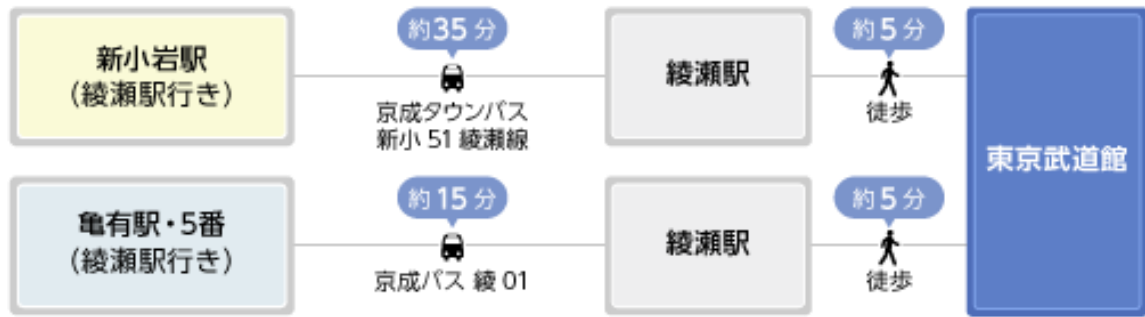 新小岩駅
（綾瀬駅行き）
約35分
京成タウンバス
新小 51 綾瀬線
綾瀬駅
約5分
徒歩
亀有駅・5番
（綾瀬駅行き）
約15分
京成バス 綾 01
綾瀬駅
約5分
徒歩
東京武道館